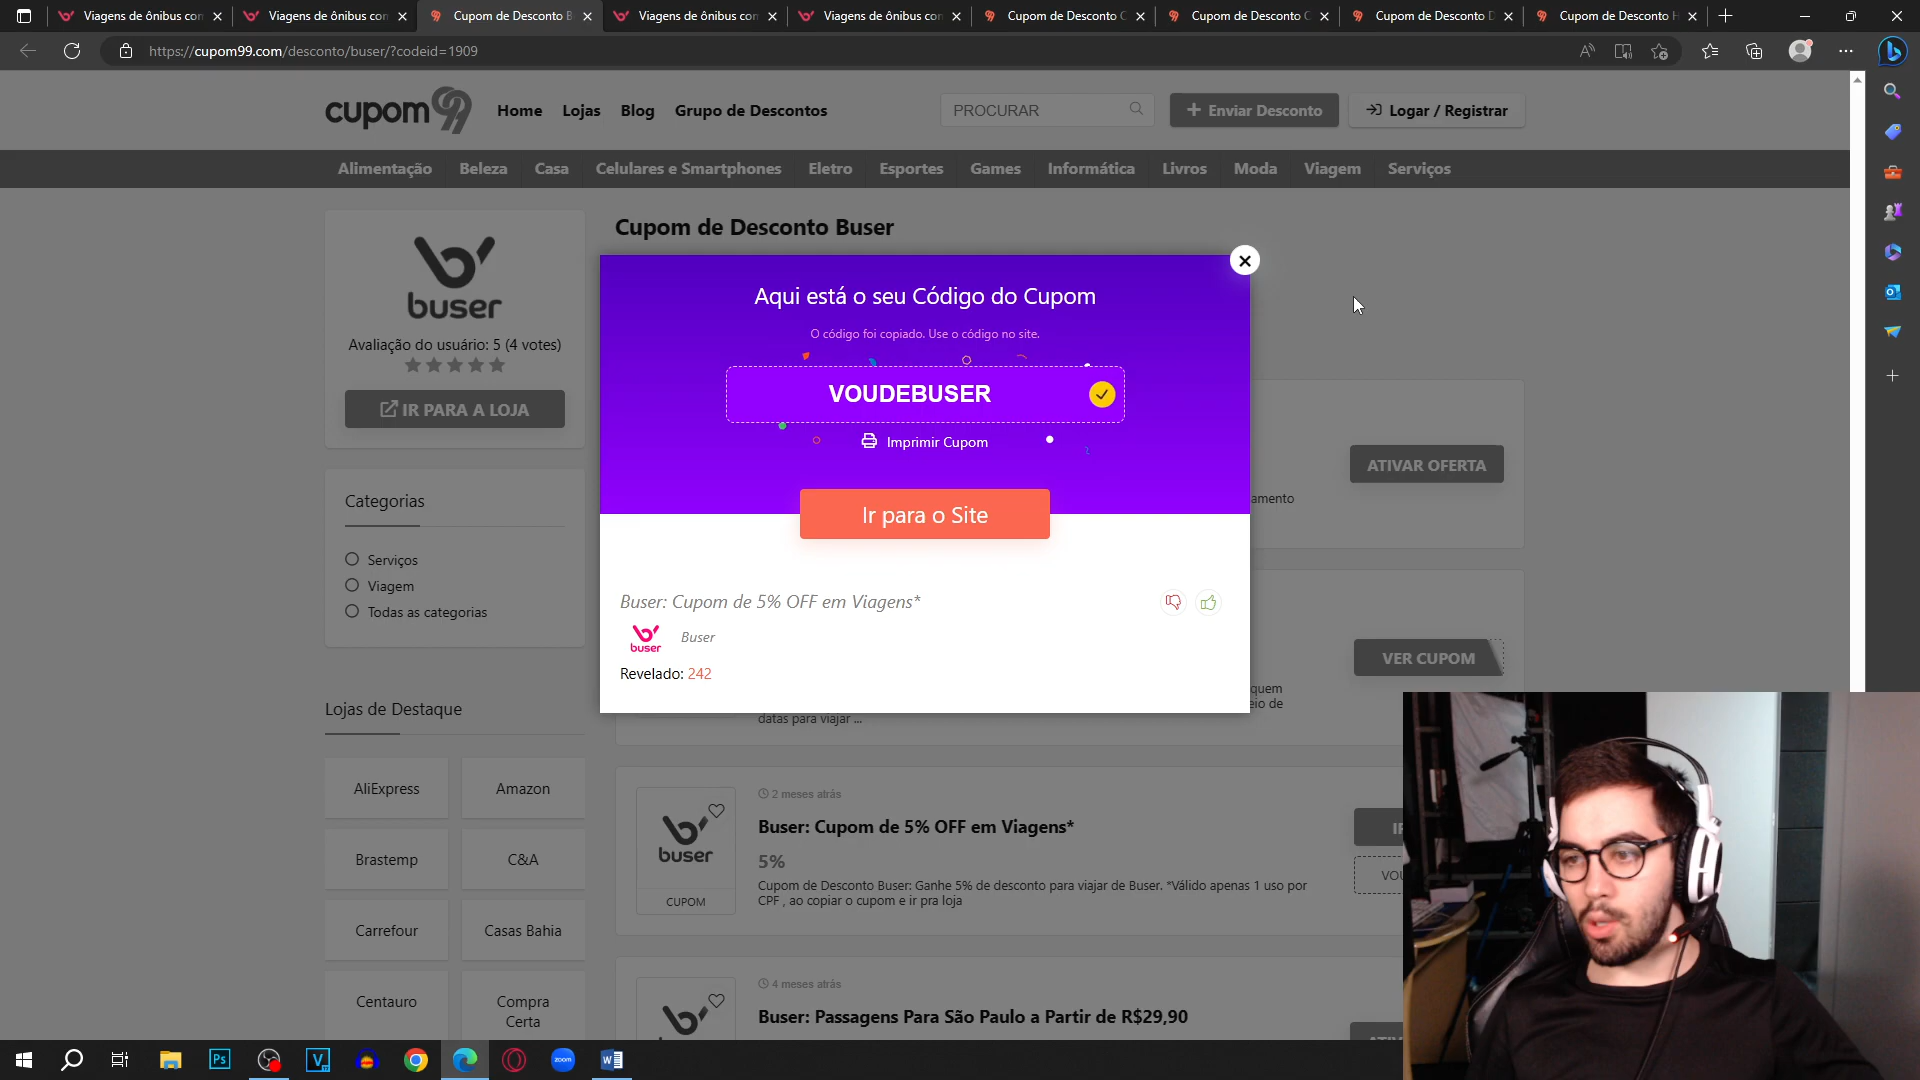 Viagens de ônibus con
Viagens de ônibus con
Cupom de Desconto B
Viagens de ônibus con
Viagens de ônibus con
Cupom de Desconto C
Cupom de Desconto C
Cupom de Desconto D
Cupom de Desconto H
https://cupom99.com/desconto/buser/?codeid=1909
cupom99
Home
Lojas
Blog
Grupo de Descontos
PROCURAR
Enviar Desconto
Logar / Registrar
Alimentação
Beleza
Casa
Celulares e Smartphones
Eletro
Esportes
Games
Informática
Livros
Moda
Viagem
Serviços
buser
Avaliação do usuário: 5 (4 votes)
IR PARA A LOJA
Categorias
Serviços
Viagem
Todas as categorias
Lojas de Destaque
AliExpress
Amazon
Brastemp
C&A
Carrefour
Casas Bahia
Centauro
Compra
Certa
Cupom de Desconto Buser
Aqui está o seu Código do Cupom
O código foi copiado. Use o código no site.
VOUDEBUSER
Imprimir Cupom
Ir para o Site
Buser: Cupom de 5% OFF em Viagens*
buser
Buser
Revelado: 242
ATIVAR OFERTA
amento
VER CUPOM
quem
eio de
datas para viajar ...
2 meses atrás
Buser: Cupom de 5% OFF em Viagens*
5%
Cupom de Desconto Buser: Ganhe 5% de desconto para viajar de Buser. *Válido apenas 1 uso por
CPF , ao copiar o cupom e ir pra loja
buser
CUPOM
VOU
4 meses atrás
Buser: Passagens Para São Paulo a Partir de R$29,90
Ps
V
zoom
W